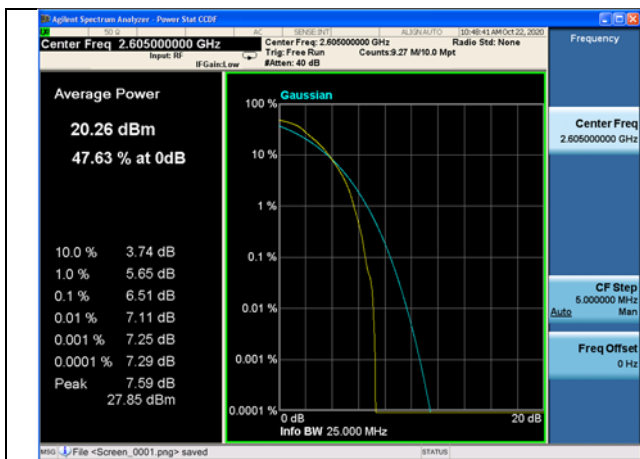 Agilent Spectrum Analyzer - Power Stat CCDF
50 Ω AC SENSE:INT ALIGN AUTO 10:48:41 AM Oct 22, 2020
Center Freq 2.605000000 GHz
Input: RF
IFGain:Low
Center Freq: 2.605000000 GHz Radio Std: None
Trig: Free Run Counts:9.27 M/10.0 Mpt
#Atten: 40 dB
Frequency
Average Power
20.26 dBm
47.63 % at 0dB
10.0 % 3.74 dB
1.0 % 5.65 dB
0.1 % 6.51 dB
0.01 % 7.11 dB
0.001 % 7.25 dB
0.0001 % 7.29 dB
Peak 7.59 dB
27.85 dBm
Gaussian
100 %
10 %
1 %
0.1 %
0.01 %
0.001 %
0.0001 %
0 dB 20 dB
Info BW 25.000 MHz
Center Freq
2.605000000 GHz
CF Step
5.000000 MHz
Auto Man
Freq Offset
0 Hz
MSG File <Screen_0001.png> saved STATUS